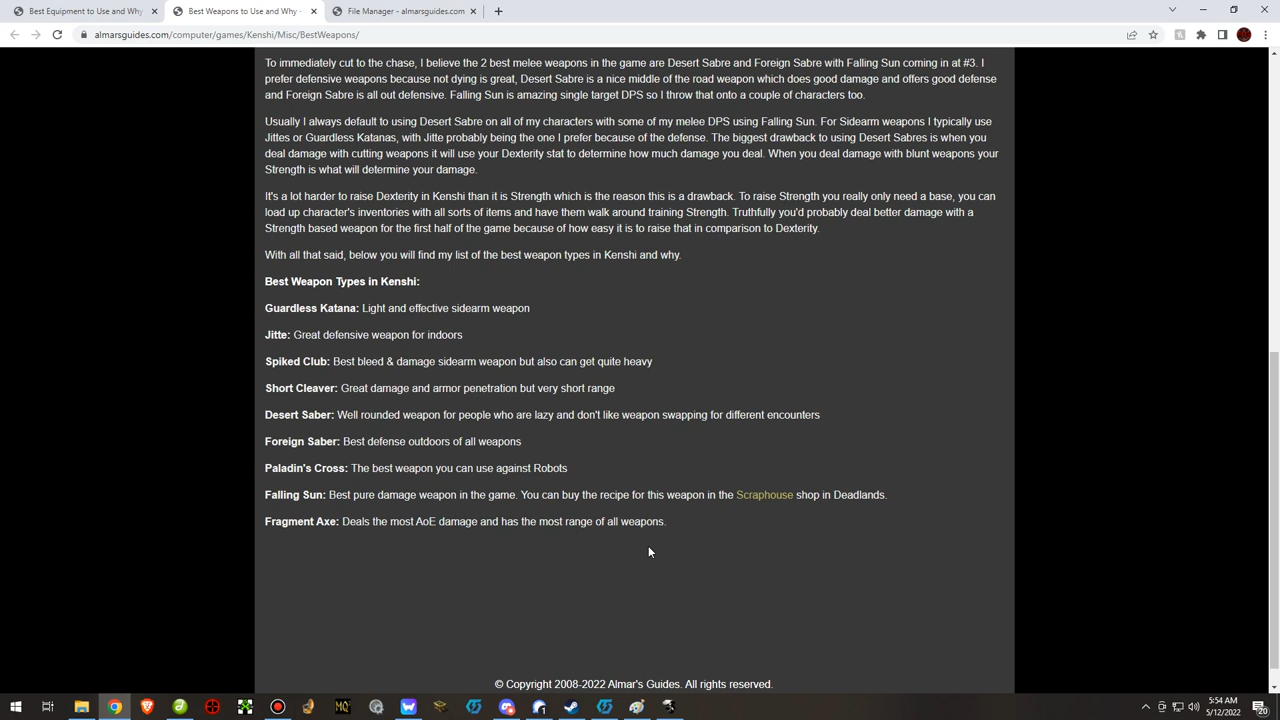 Best Equipment to Use and Why
Best Weapons to Use and Why -
File Manager - almarsguides.com
almarsguides.com/computer/games/Kenshi/Misc/BestWeapons/
To immediately cut to the chase, I believe the 2 best melee weapons in the game are Desert Sabre and Foreign Sabre with Falling Sun coming in at #3. I
prefer defensive weapons because not dying is great, Desert Sabre is a nice middle of the road weapon which does good damage and offers good defense
and Foreign Sabre is all out defensive. Falling Sun is amazing single target DPS so I throw that onto a couple of characters too.
Usually I always default to using Desert Sabre on all of my characters with some of my melee DPS using Falling Sun. For Sidearm weapons I typically use
Jittes or Guardless Katanas, with Jitte probably being the one I prefer because of the defense. The biggest drawback to using Desert Sabres is when you
deal damage with cutting weapons it will use your Dexterity stat to determine how much damage you deal. When you deal damage with blunt weapons your
Strength is what will determine your damage.
It's a lot harder to raise Dexterity in Kenshi than it is Strength which is the reason this is a drawback. To raise Strength you really only need a base, you can
load up character's inventories with all sorts of items and have them walk around training Strength. Truthfully you'd probably deal better damage with a
Strength based weapon for the first half of the game because of how easy it is to raise that in comparison to Dexterity.
With all that said, below you will find my list of the best weapon types in Kenshi and why.
Best Weapon Types in Kenshi:
Guardless Katana: Light and effective sidearm weapon
Jitte: Great defensive weapon for indoors
Spiked Club: Best bleed & damage sidearm weapon but also can get quite heavy
Short Cleaver: Great damage and armor penetration but very short range
Desert Saber: Well rounded weapon for people who are lazy and don't like weapon swapping for different encounters
Foreign Saber: Best defense outdoors of all weapons
Paladin's Cross: The best weapon you can use against Robots
Falling Sun: Best pure damage weapon in the game. You can buy the recipe for this weapon in the Scraphouse shop in Deadlands.
Fragment Axe: Deals the most AoE damage and has the most range of all weapons.
© Copyright 2008-2022 Almar's Guides. All rights reserved.
MQ
5:54 AM
5/12/2022
20